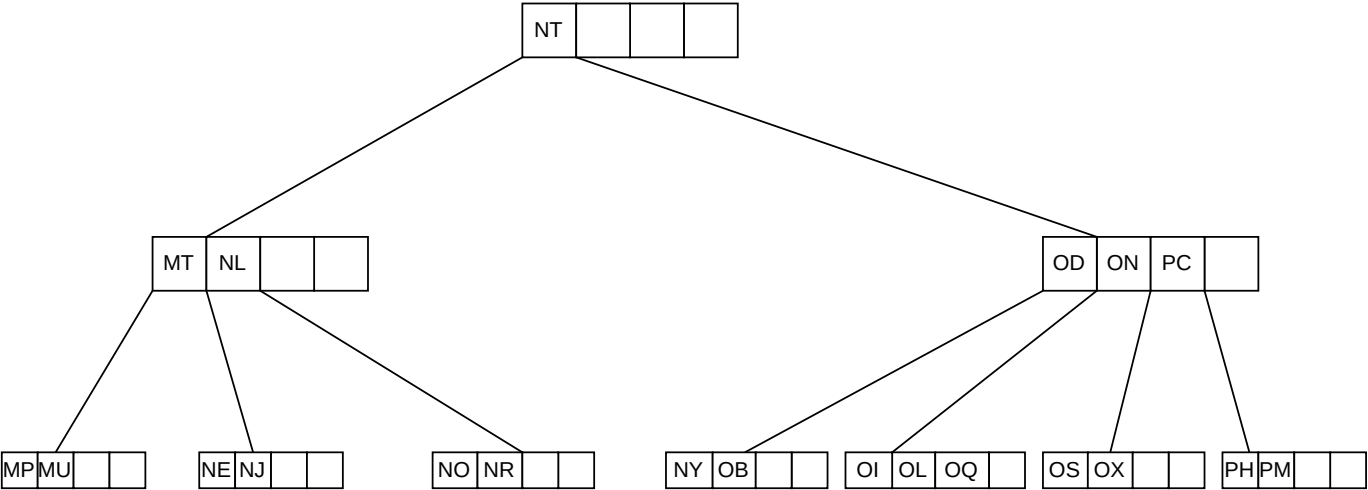 NT
MT NL
OD ON PC
MP MU
NE NJ
NO NR
NY OB
OI OL OQ
OS OX
PH PM